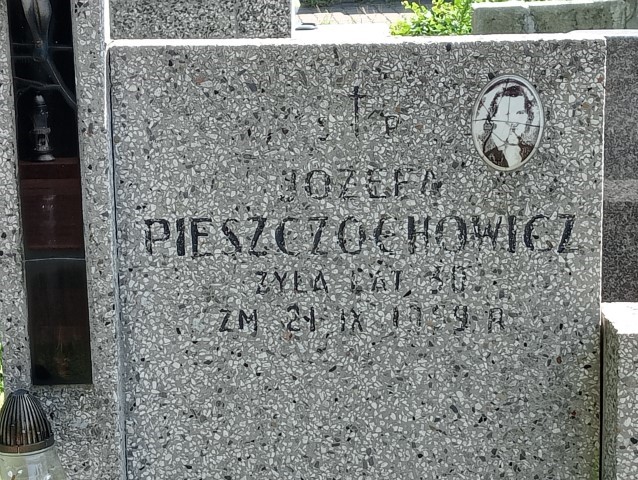 Ś † P
JÓZEFA
PIESZCZOCHOWICZ
ŻYŁA LAT, 30
ZM 21 IX 1959 R